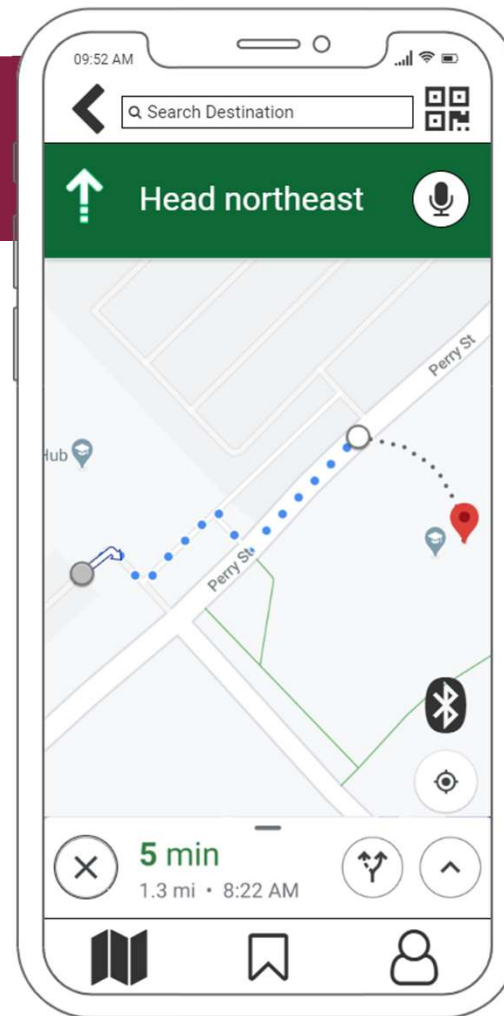 09:52 AM
Search Destination
Head northeast
Perry St
Hub
Perry St
5 min
1.3 mi • 8:22 AM